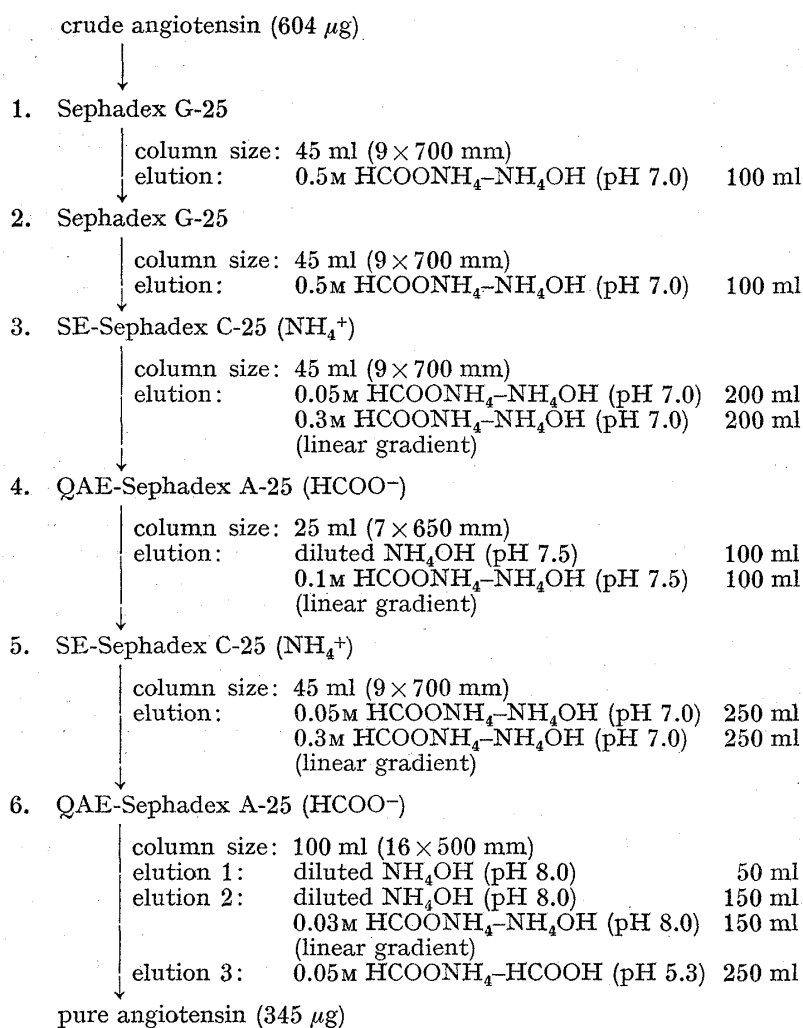 crude angiotensin (604 μg)
1. Sephadex G-25
column size: 45 ml (9×700 mm)
elution: 0.5M HCOONH₄–NH₄OH (pH 7.0) 100 ml
2. Sephadex G-25
column size: 45 ml (9×700 mm)
elution: 0.5M HCOONH₄–NH₄OH (pH 7.0) 100 ml
3. SE-Sephadex C-25 (NH₄⁺)
column size: 45 ml (9×700 mm)
elution: 0.05M HCOONH₄–NH₄OH (pH 7.0) 200 ml
0.3M HCOONH₄–NH₄OH (pH 7.0) 200 ml
(linear gradient)
4. QAE-Sephadex A-25 (HCOO⁻)
column size: 25 ml (7×650 mm)
elution: diluted NH₄OH (pH 7.5) 100 ml
0.1M HCOONH₄–NH₄OH (pH 7.5) 100 ml
(linear gradient)
5. SE-Sephadex C-25 (NH₄⁺)
column size: 45 ml (9×700 mm)
elution: 0.05M HCOONH₄–NH₄OH (pH 7.0) 250 ml
0.3M HCOONH₄–NH₄OH (pH 7.0) 250 ml
(linear gradient)
6. QAE-Sephadex A-25 (HCOO⁻)
column size: 100 ml (16×500 mm)
elution 1: diluted NH₄OH (pH 8.0) 50 ml
elution 2: diluted NH₄OH (pH 8.0) 150 ml
0.03M HCOONH₄–NH₄OH (pH 8.0) 150 ml
(linear gradient)
elution 3: 0.05M HCOONH₄–HCOOH (pH 5.3) 250 ml
pure angiotensin (345 μg)